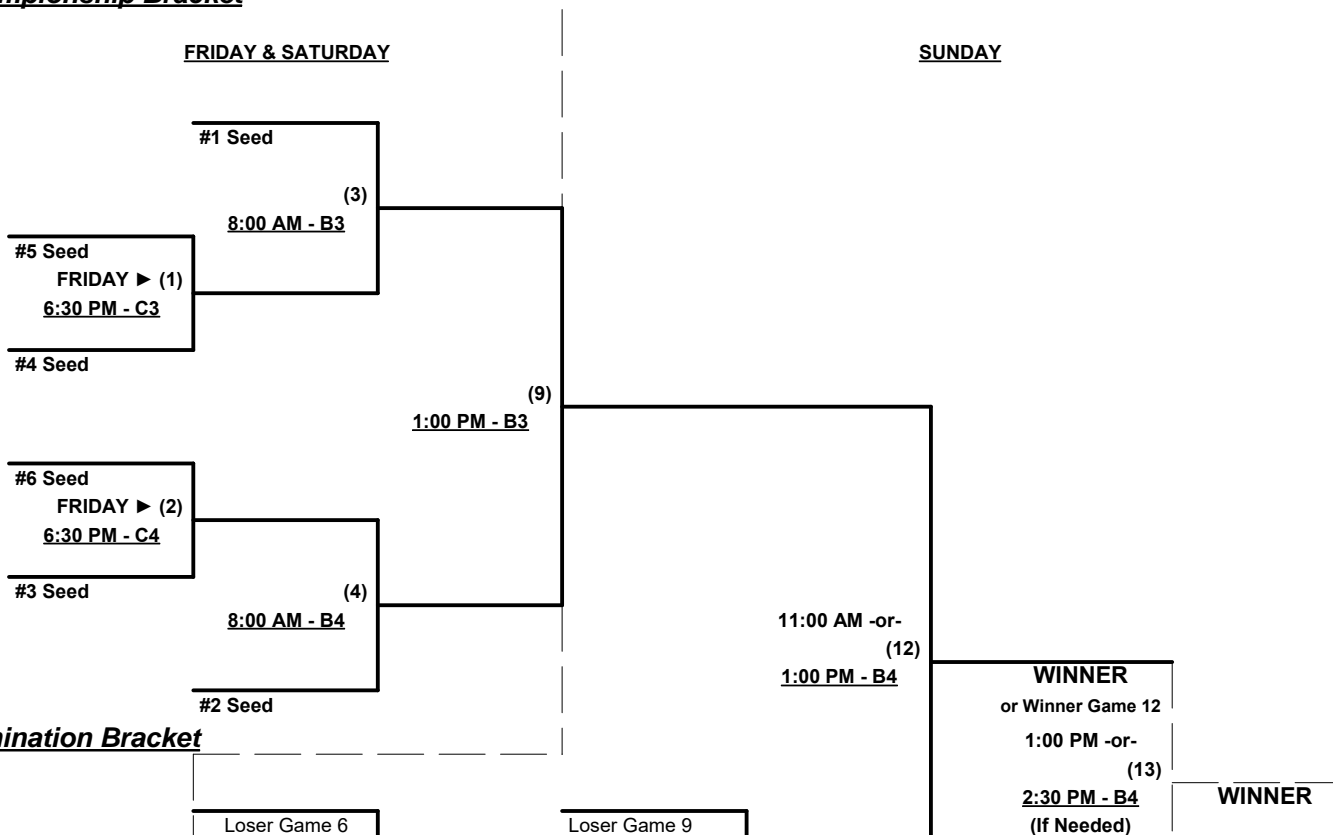 FRIDAY & SATURDAY
SUNDAY
#1 Seed
(3)
8:00 AM - B3
#5 Seed
FRIDAY ► (1)
6:30 PM - C3
#4 Seed
(9)
1:00 PM - B3
#6 Seed
FRIDAY ► (2)
6:30 PM - C4
#3 Seed
(4)
8:00 AM - B4
#2 Seed
11:00 AM -or-
(12)
1:00 PM - B4
WINNER
or Winner Game 12
1:00 PM -or-
(13)
2:30 PM - B4
(If Needed)
WINNER
Bracket
Loser Game 6
Loser Game 9